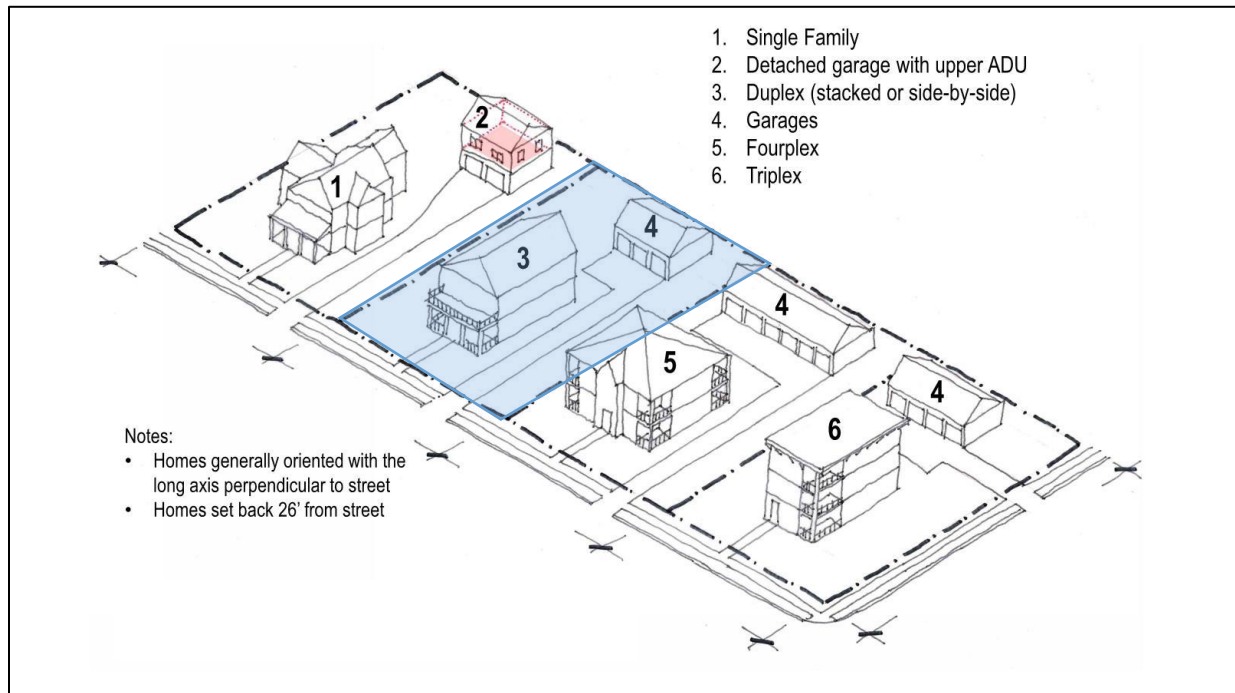 1. Single Family
2. Detached garage with upper ADU
3. Duplex (stacked or side-by-side)
4. Garages
5. Fourplex
6. Triplex
2
1
4
3
4
5
4
6
Notes:
• Homes generally oriented with the
long axis perpendicular to street
• Homes set back 26’ from street